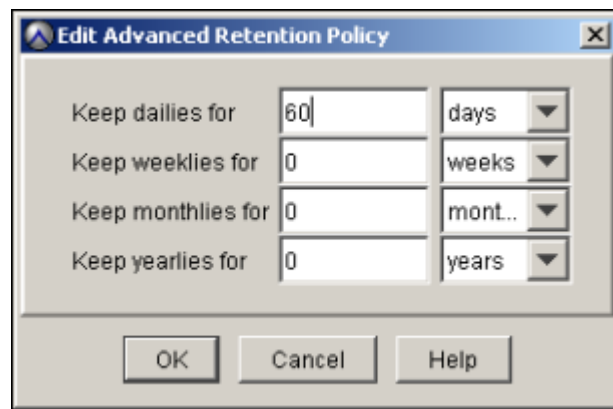 Edit Advanced Retention Policy
Keep dailies for 60 days
Keep weeklies for 0 weeks
Keep monthlies for 0 mont...
Keep yearlies for 0 years
OK Cancel Help